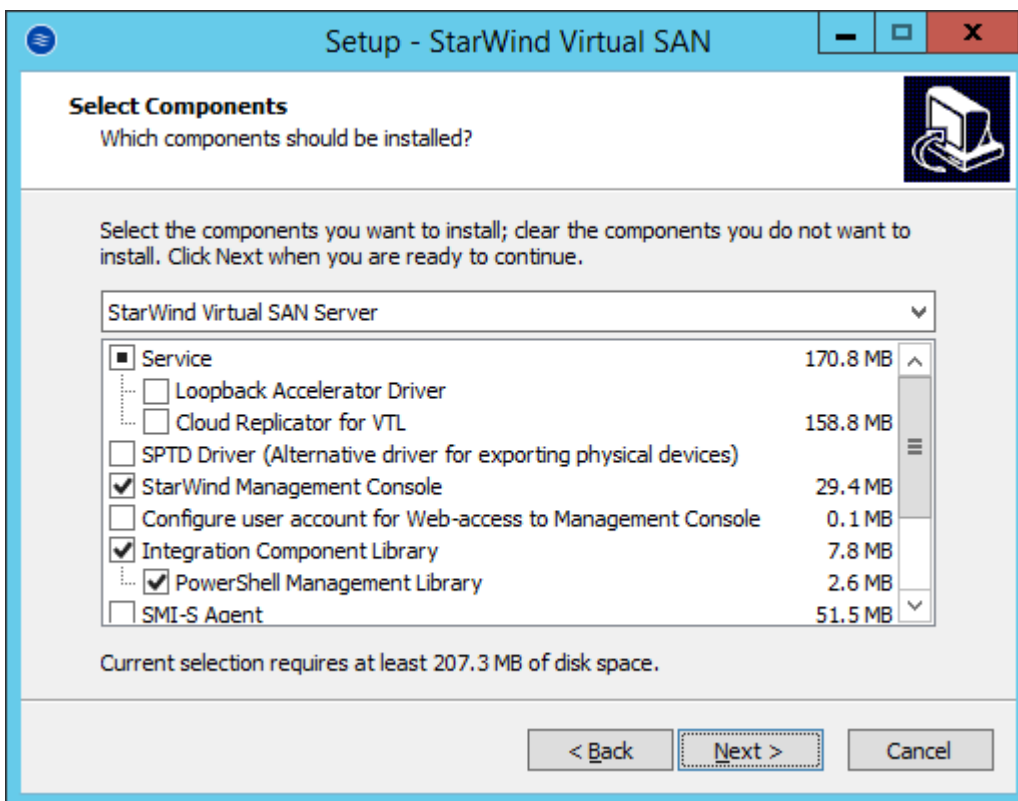 Setup - StarWind Virtual SAN
Select Components
Which components should be installed?
Select the components you want to install; clear the components you do not want to
install. Click Next when you are ready to continue.
StarWind Virtual SAN Server
Service 170.8 MB
Loopback Accelerator Driver
Cloud Replicator for VTL 158.8 MB
SPTD Driver (Alternative driver for exporting physical devices)
StarWind Management Console 29.4 MB
Configure user account for Web-access to Management Console 0.1 MB
Integration Component Library 7.8 MB
PowerShell Management Library 2.6 MB
SMI-S Agent 51.5 MB
Current selection requires at least 207.3 MB of disk space.
< Back Next > Cancel